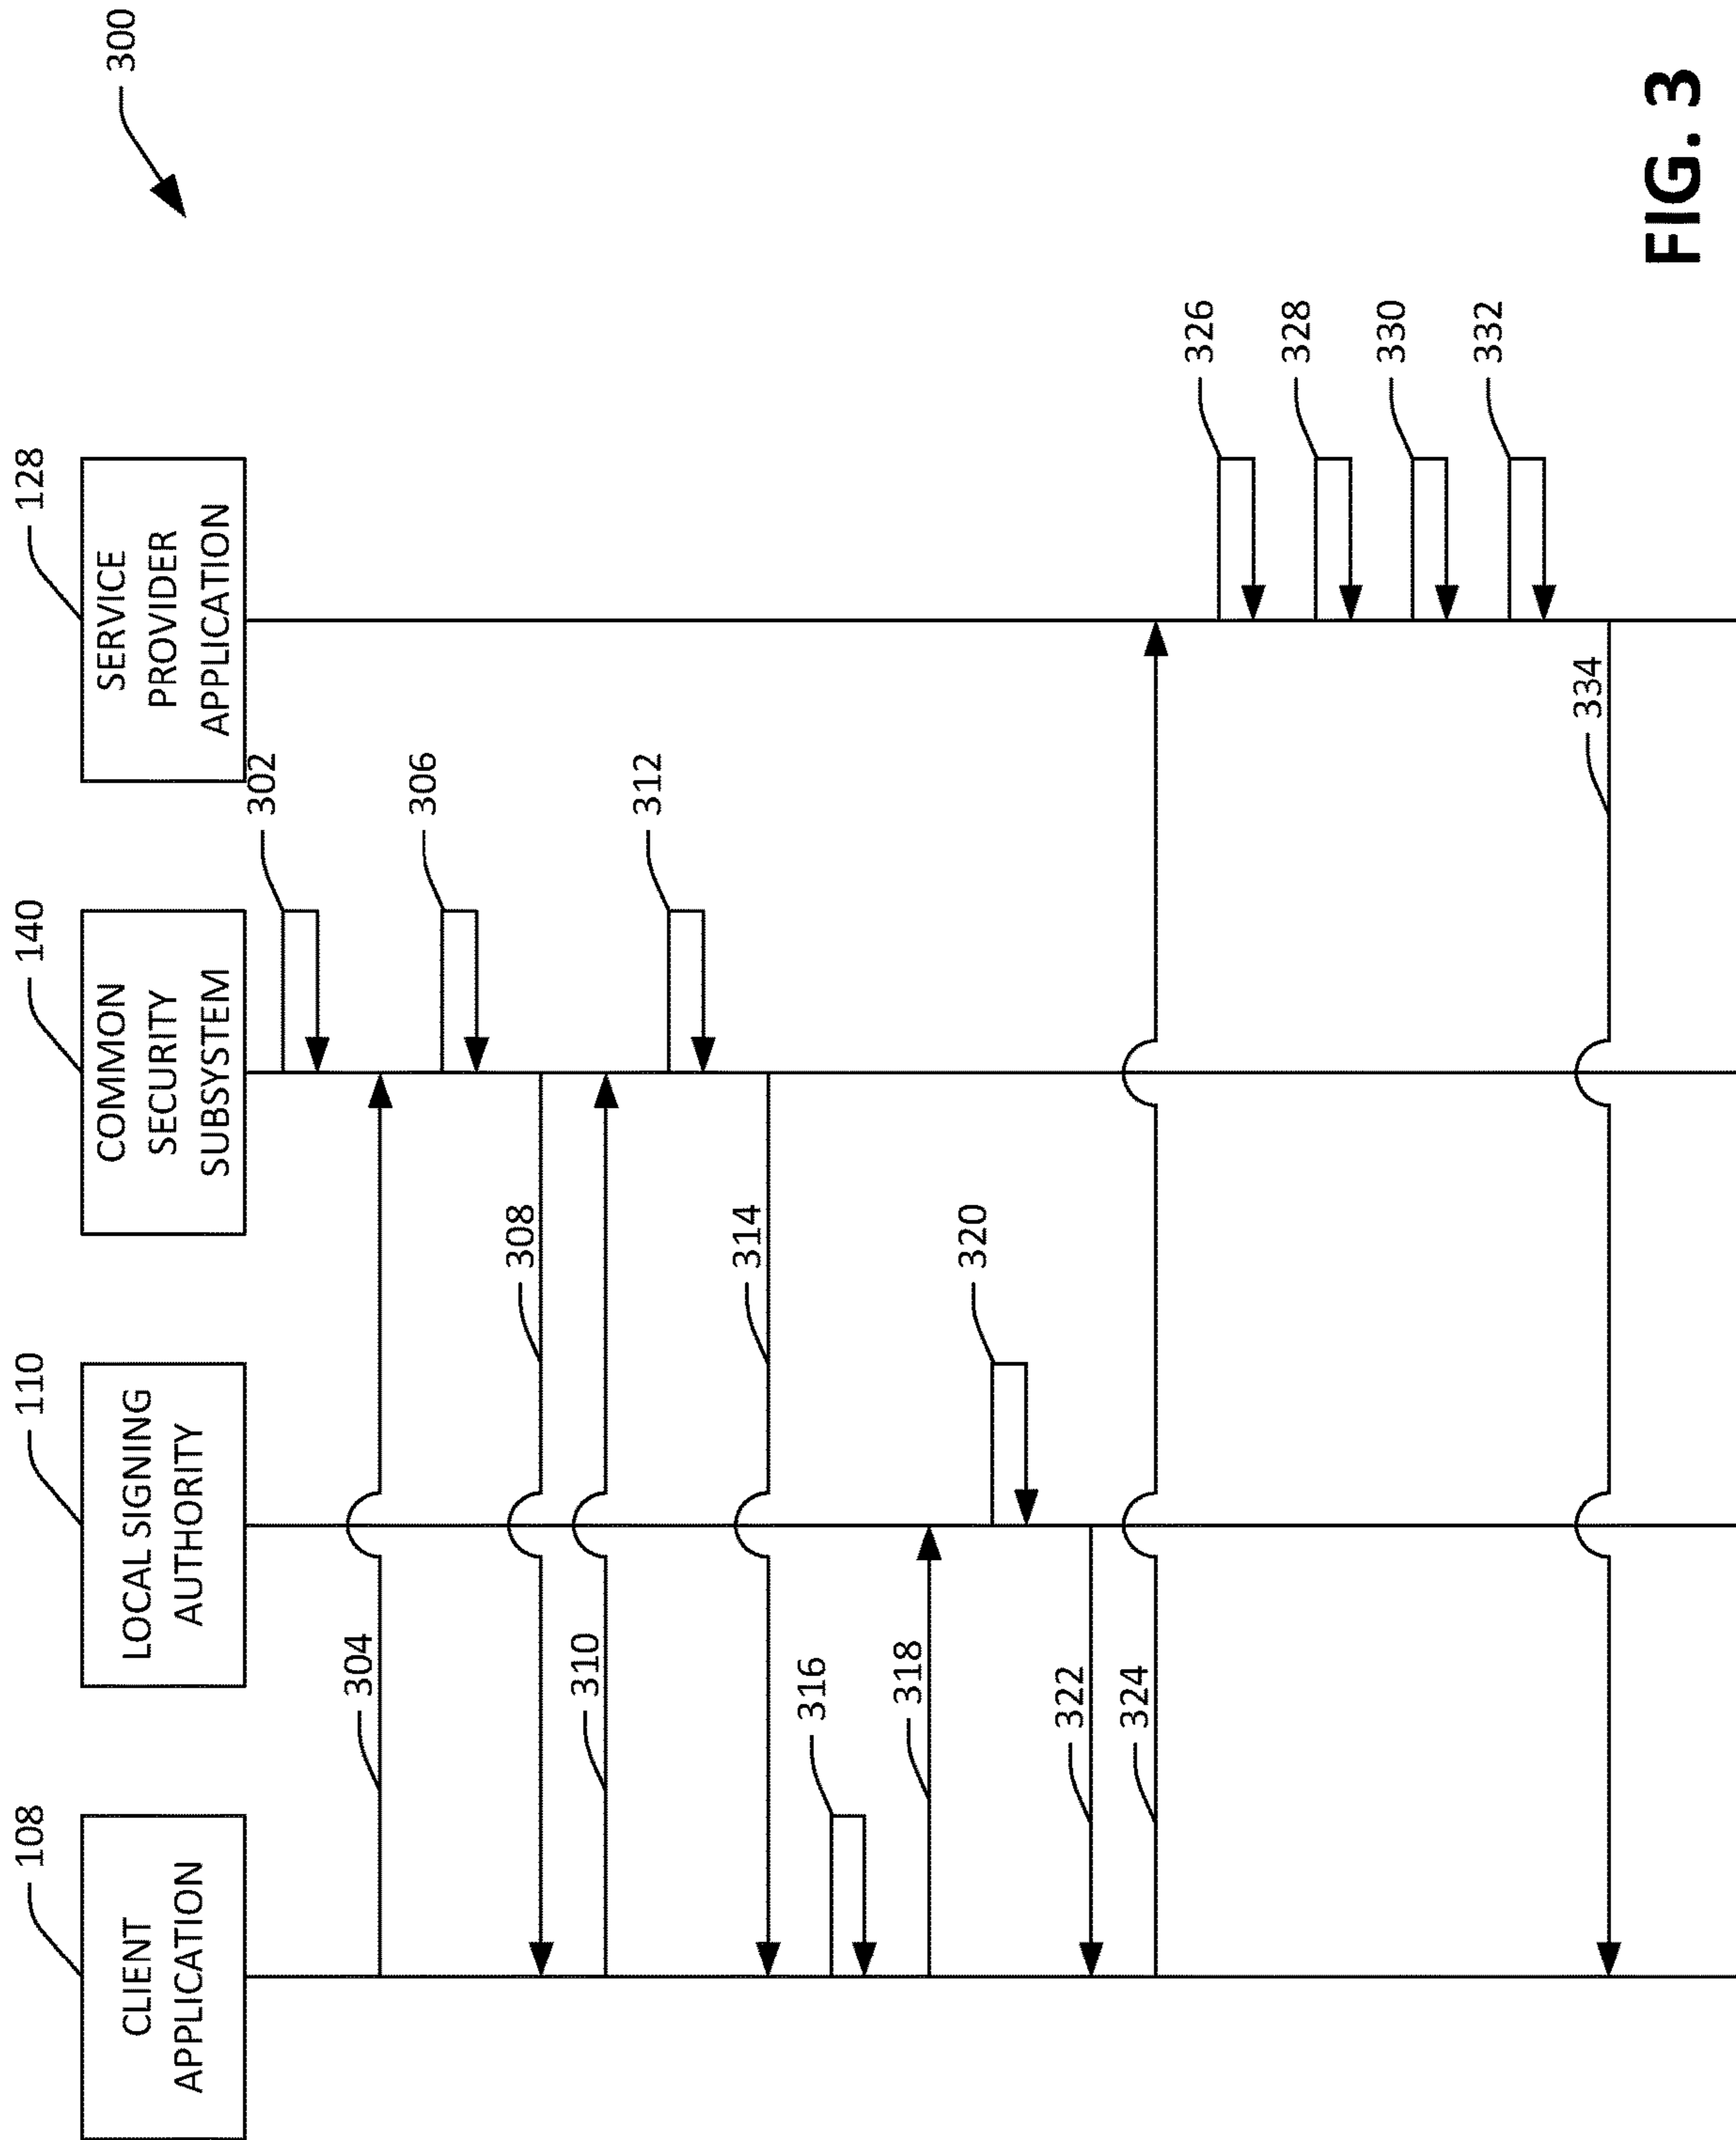 300
108
110
140
128
CLIENT
APPLICATION
LOCAL SIGNING
AUTHORITY
COMMON
SECURITY
SUBSYSTEM
SERVICE
PROVIDER
APPLICATION
302
304
306
308
310
312
314
316
318
320
322
324
326
328
330
332
334
FIG. 3